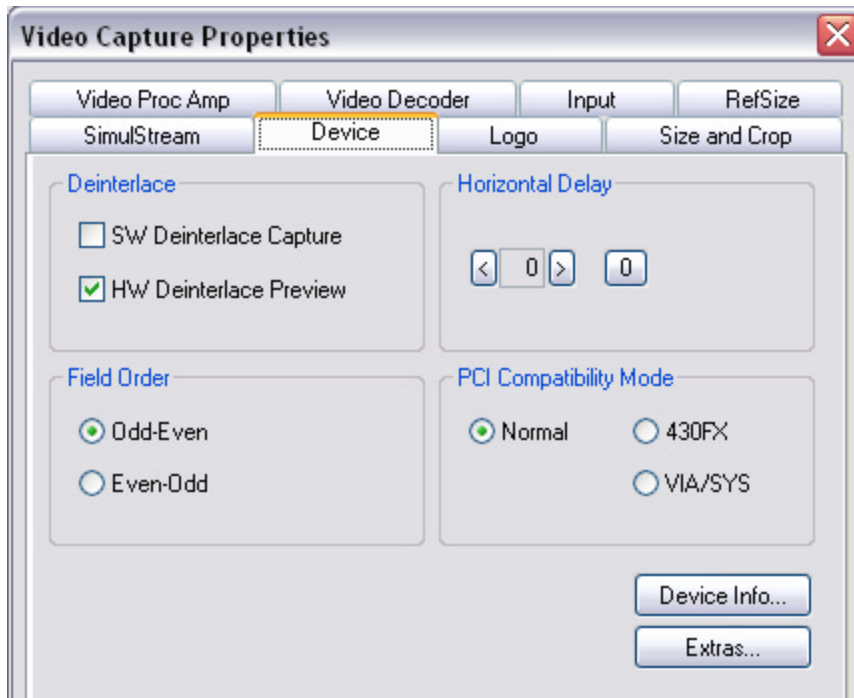 Video Capture Properties
Video Proc Amp Video Decoder Input RefSize
SimulStream Device Logo Size and Crop
Deinterlace
SW Deinterlace Capture
HW Deinterlace Preview
Horizontal Delay
< 0 > 0
Field Order
Odd-Even
Even-Odd
PCI Compatibility Mode
Normal 430FX
VIA/SYS
Device Info...
Extras...